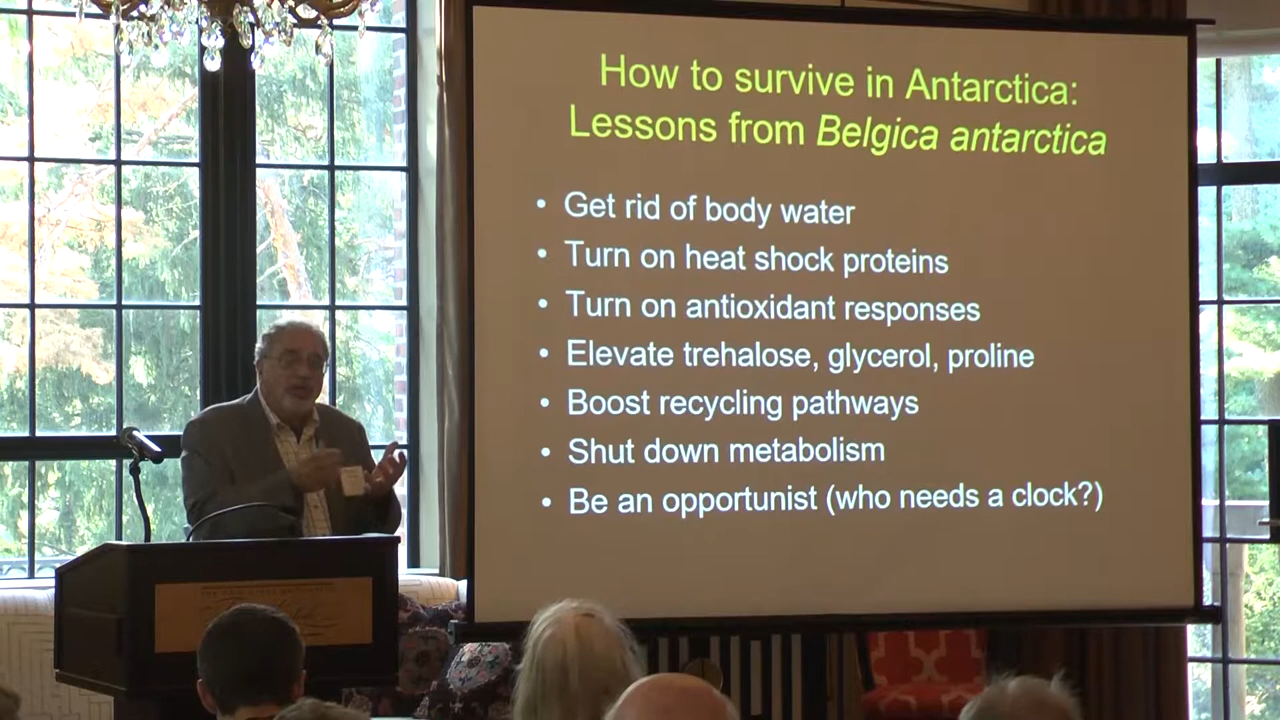 How to survive in Antarctica:
Lessons from Belgica antarctica
• Get rid of body water
• Turn on heat shock proteins
• Turn on antioxidant responses
• Elevate trehalose, glycerol, proline
• Boost recycling pathways
• Shut down metabolism
• Be an opportunist (who needs a clock?)